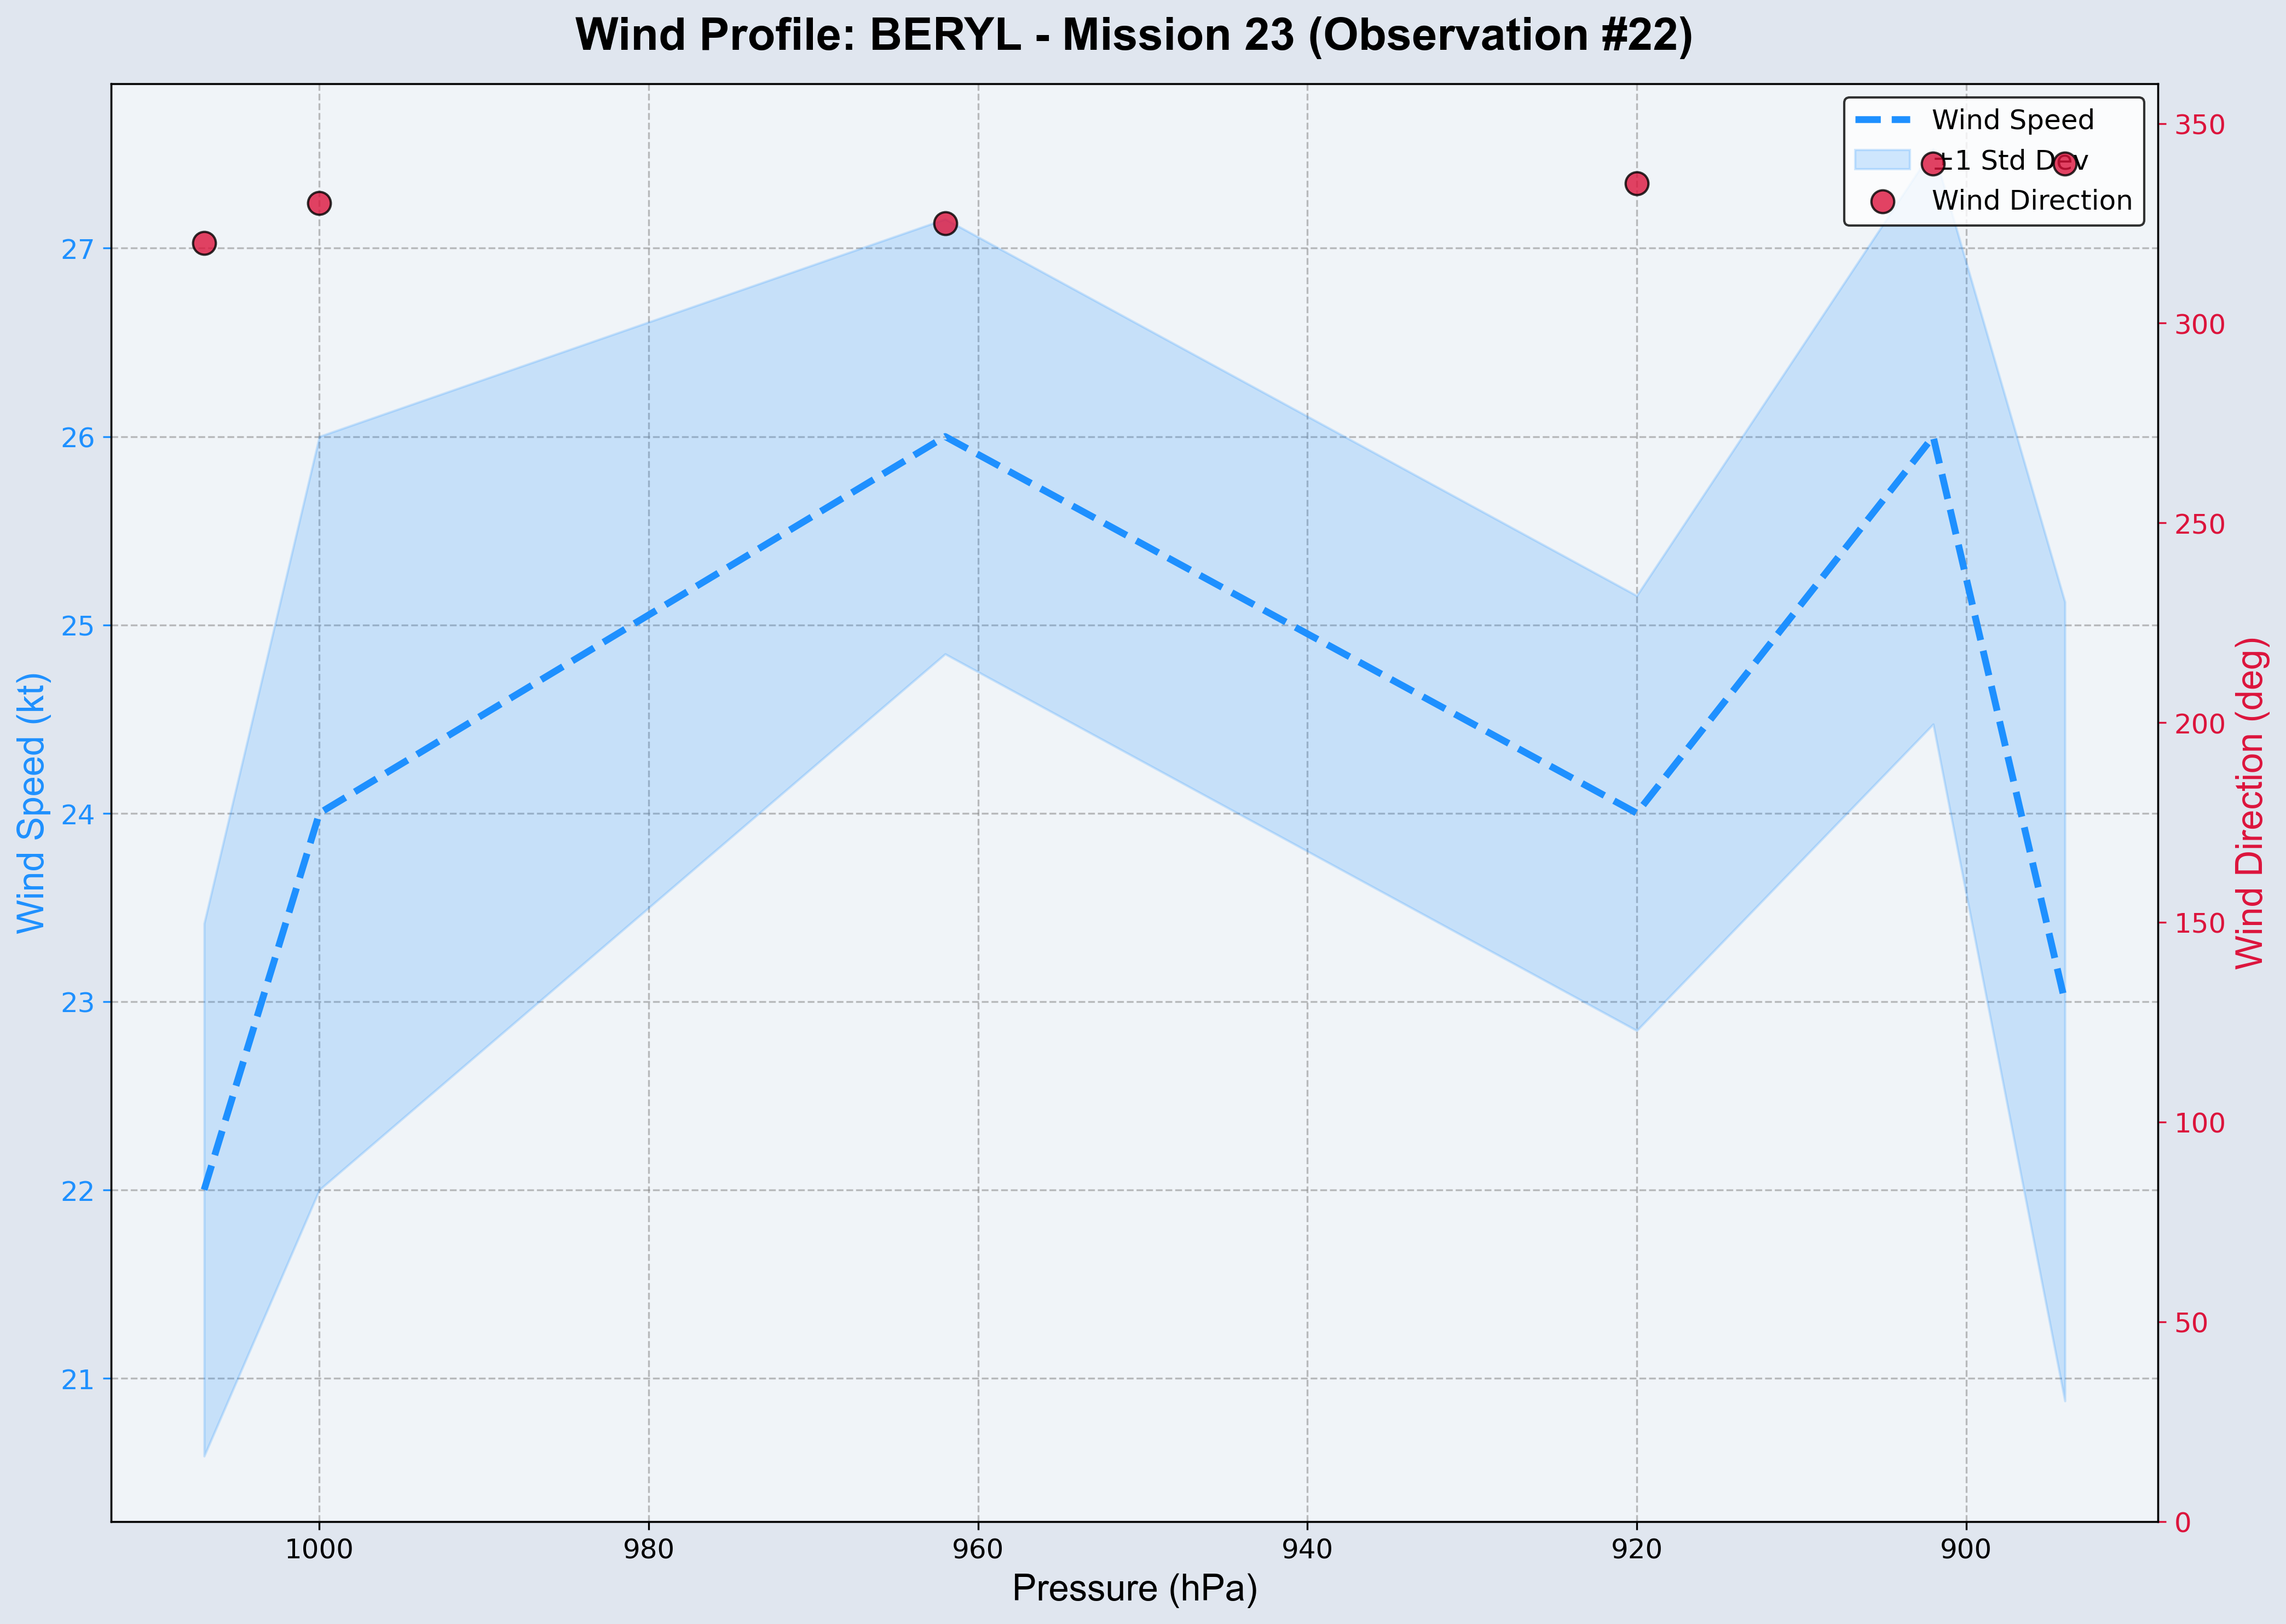 Wind Profile: BERYL - Mission 23 (Observation #22)
Wind Speed
±1 Std Dev
Wind Direction
27
26
25
24
23
22
21
Wind Speed (kt)
350
300
250
200
150
100
50
0
Wind Direction (deg)
1000 980 960 940 920 900
Pressure (hPa)